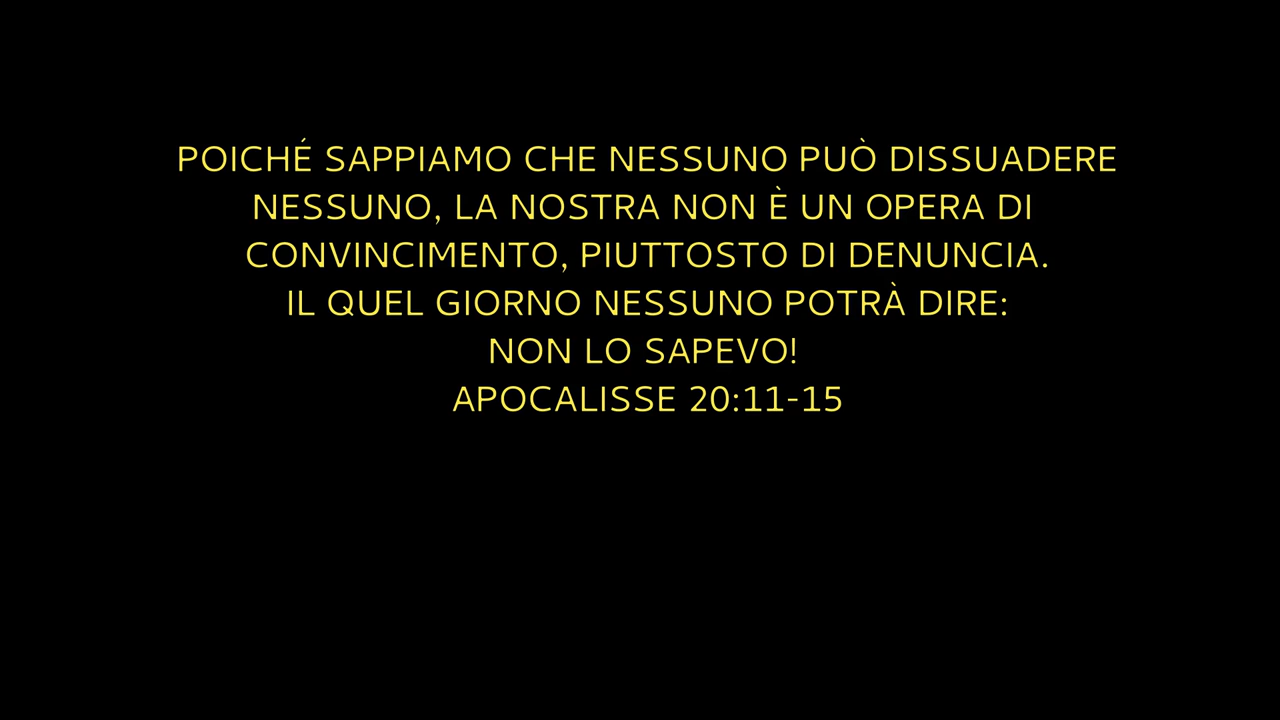 POICHÉ SAPPIAMO CHE NESSUNO PUÒ DISSUADERE
NESSUNO, LA NOSTRA NON È UN OPERA DI
CONVINCIMENTO, PIUTTOSTO DI DENUNCIA.
IL QUEL GIORNO NESSUNO POTRÀ DIRE:
NON LO SAPEVO!
APOCALISSE 20:11-15